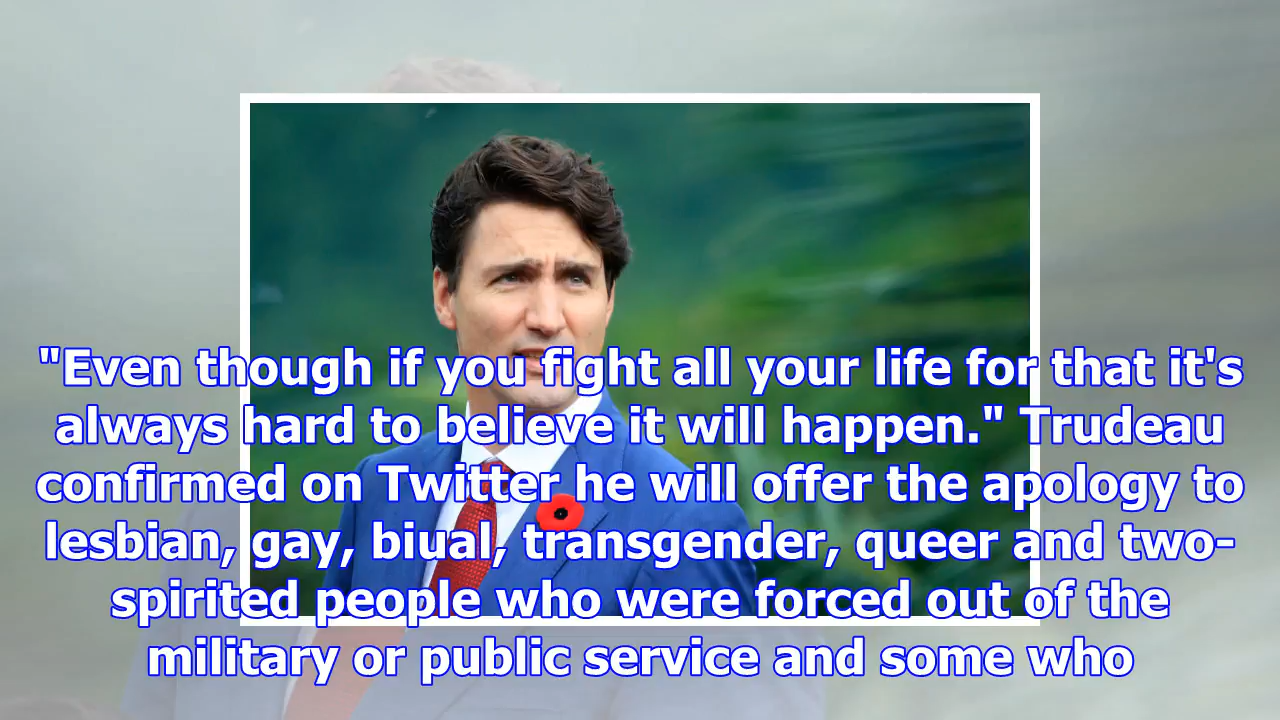 "Even though if you fight all your life for that it's
always hard to believe it will happen." Trudeau
confirmed on Twitter he will offer the apology to
lesbian, gay, biual, transgender, queer and two-
spirited people who were forced out of the
military or public service and some who